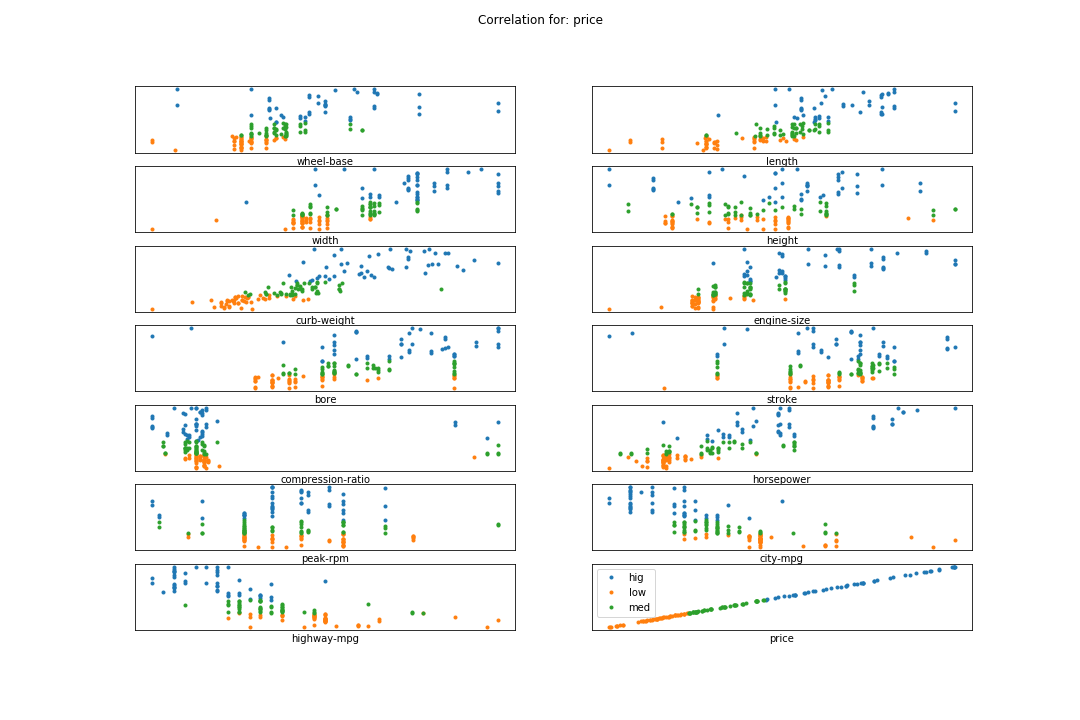 Correlation for: price
wheel-base
length
width
height
curb-weight
engine-size
bore
stroke
compression-ratio
horsepower
peak-rpm
city-mpg
highway-mpg
hig
low
med
price